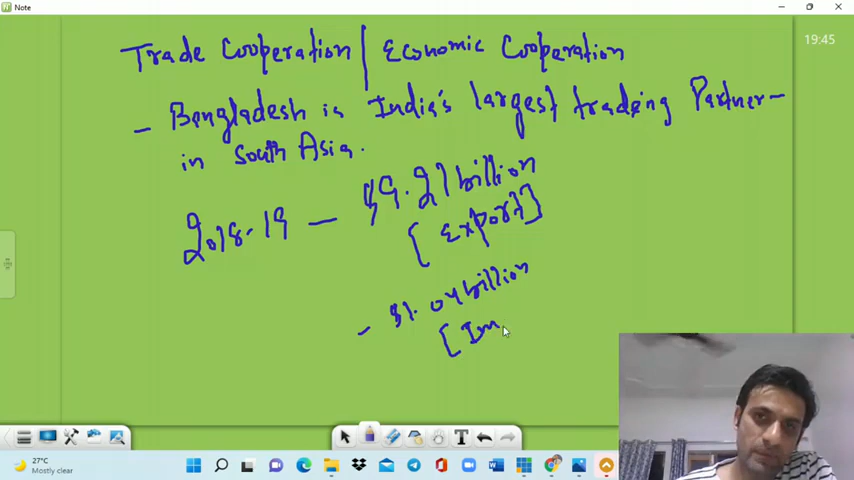 Note
19:45
Trade Cooperation | Economic Cooperation
- Bangladesh is India's largest trading Partner -
in South Asia.
2018-19 - $9.21 billion
[Export]
- $1.04 billion
[Im
27°C
Mostly clear